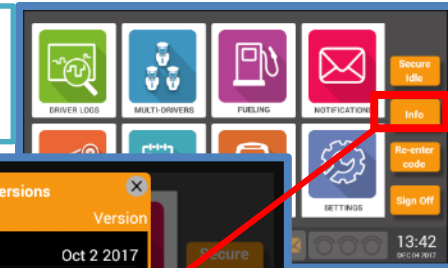 DRIVER LOGS
MULTI-DRIVERS
FUELING
NOTIFICATIONS
Secure
Idle
Info
Re-enter
code
Sign Off
SETTINGS
13:42
DEC 04 2017
ersions
Version
Oct 2 2017
Secure